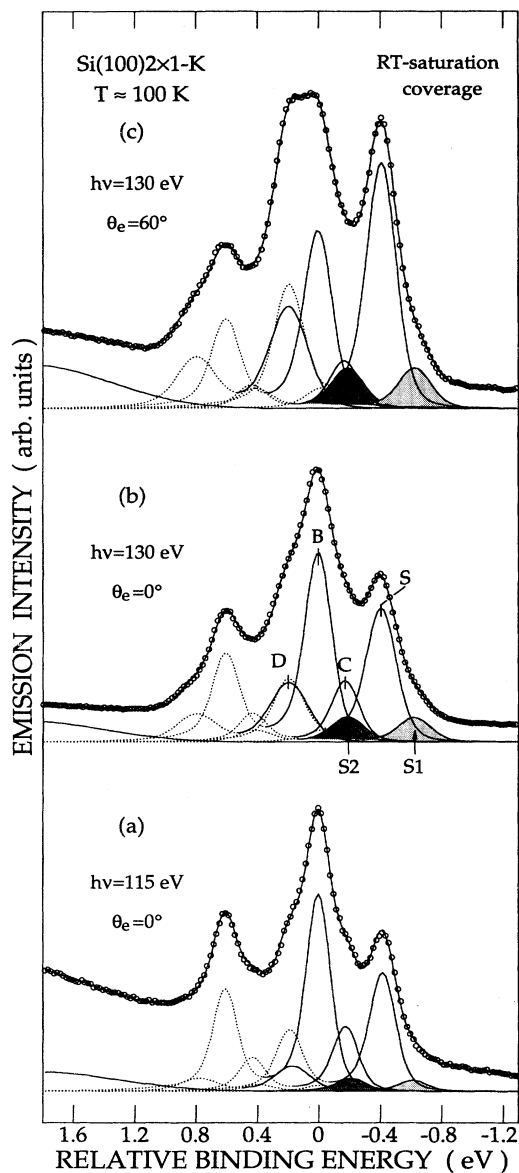 Si(100)2×1-K
T ≈ 100 K
RT-saturation
coverage
(c)
hν=130 eV
θe=60°
(b)
hν=130 eV
θe=0°
B
S
D
C
S2
S1
(a)
hν=115 eV
θe=0°
EMISSION INTENSITY ( arb. units )
1.6 1.2 0.8 0.4 0 -0.4 -0.8 -1.2
RELATIVE BINDING ENERGY ( eV )